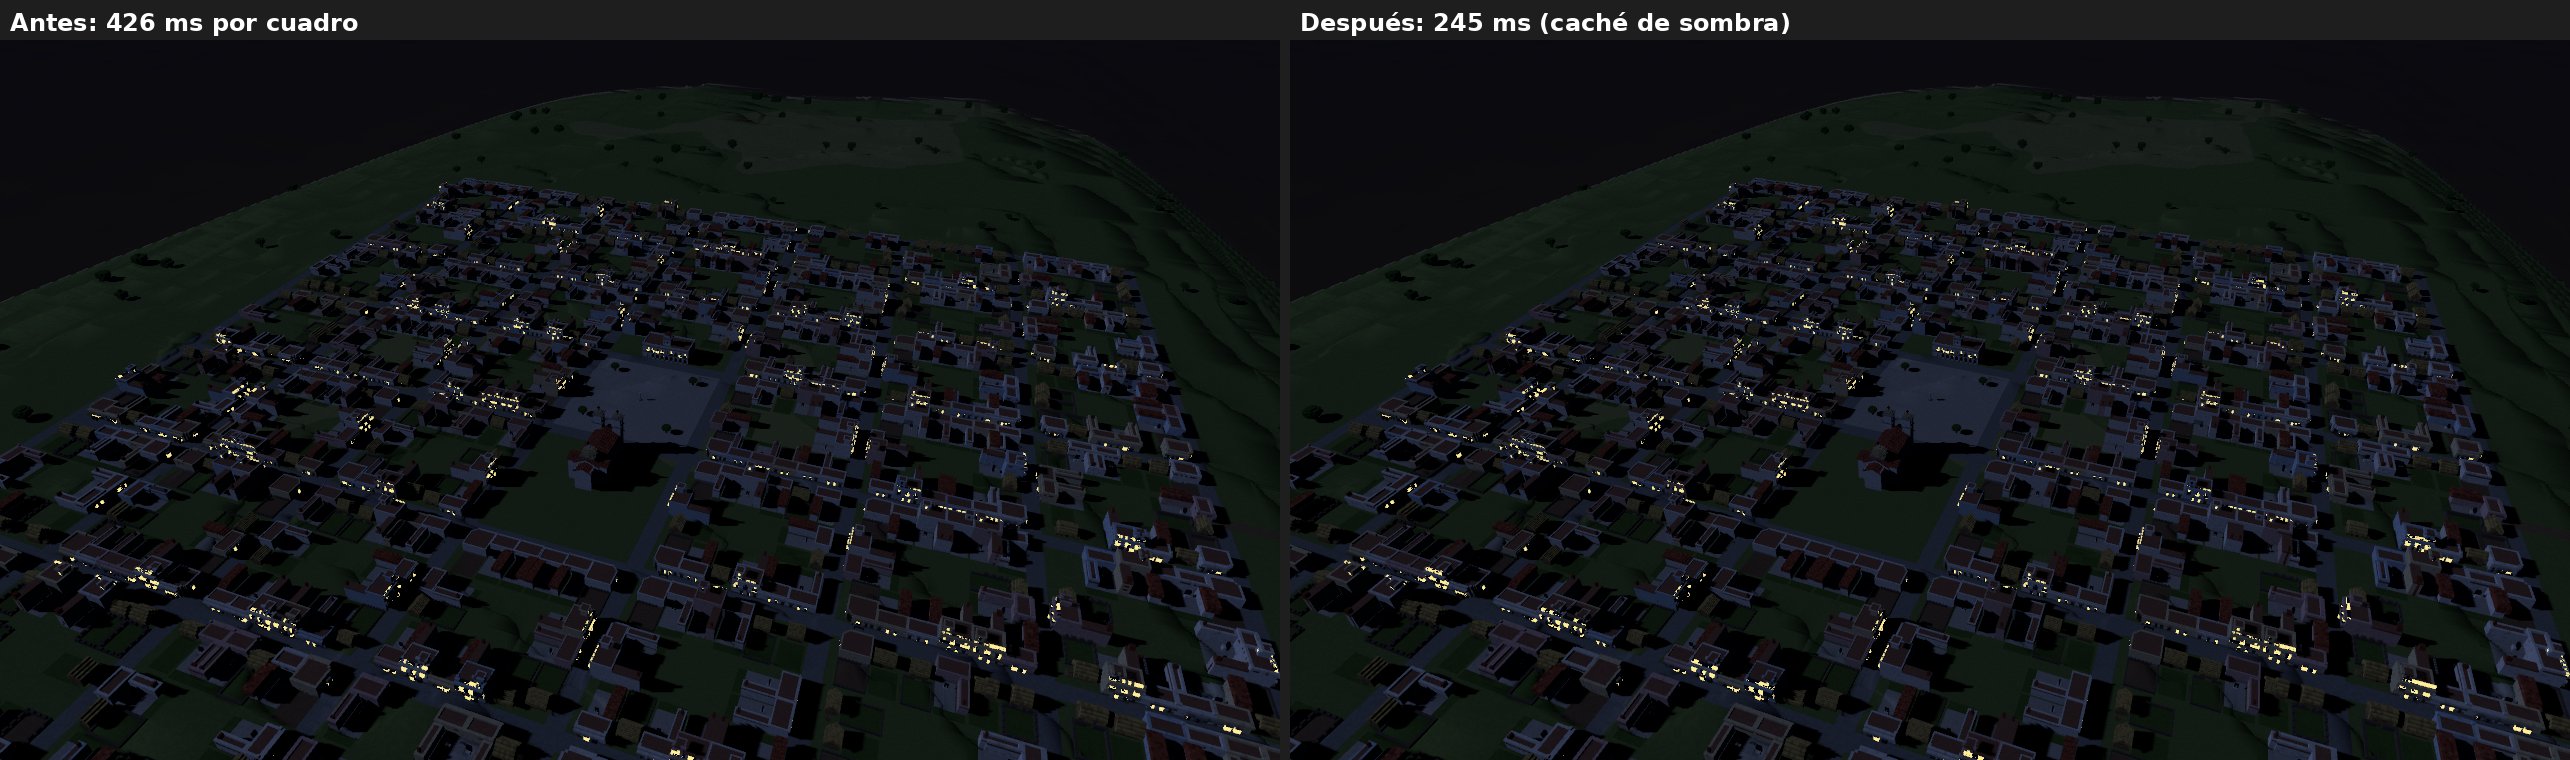 Antes: 426 ms por cuadro
Después: 245 ms (caché de sombra)